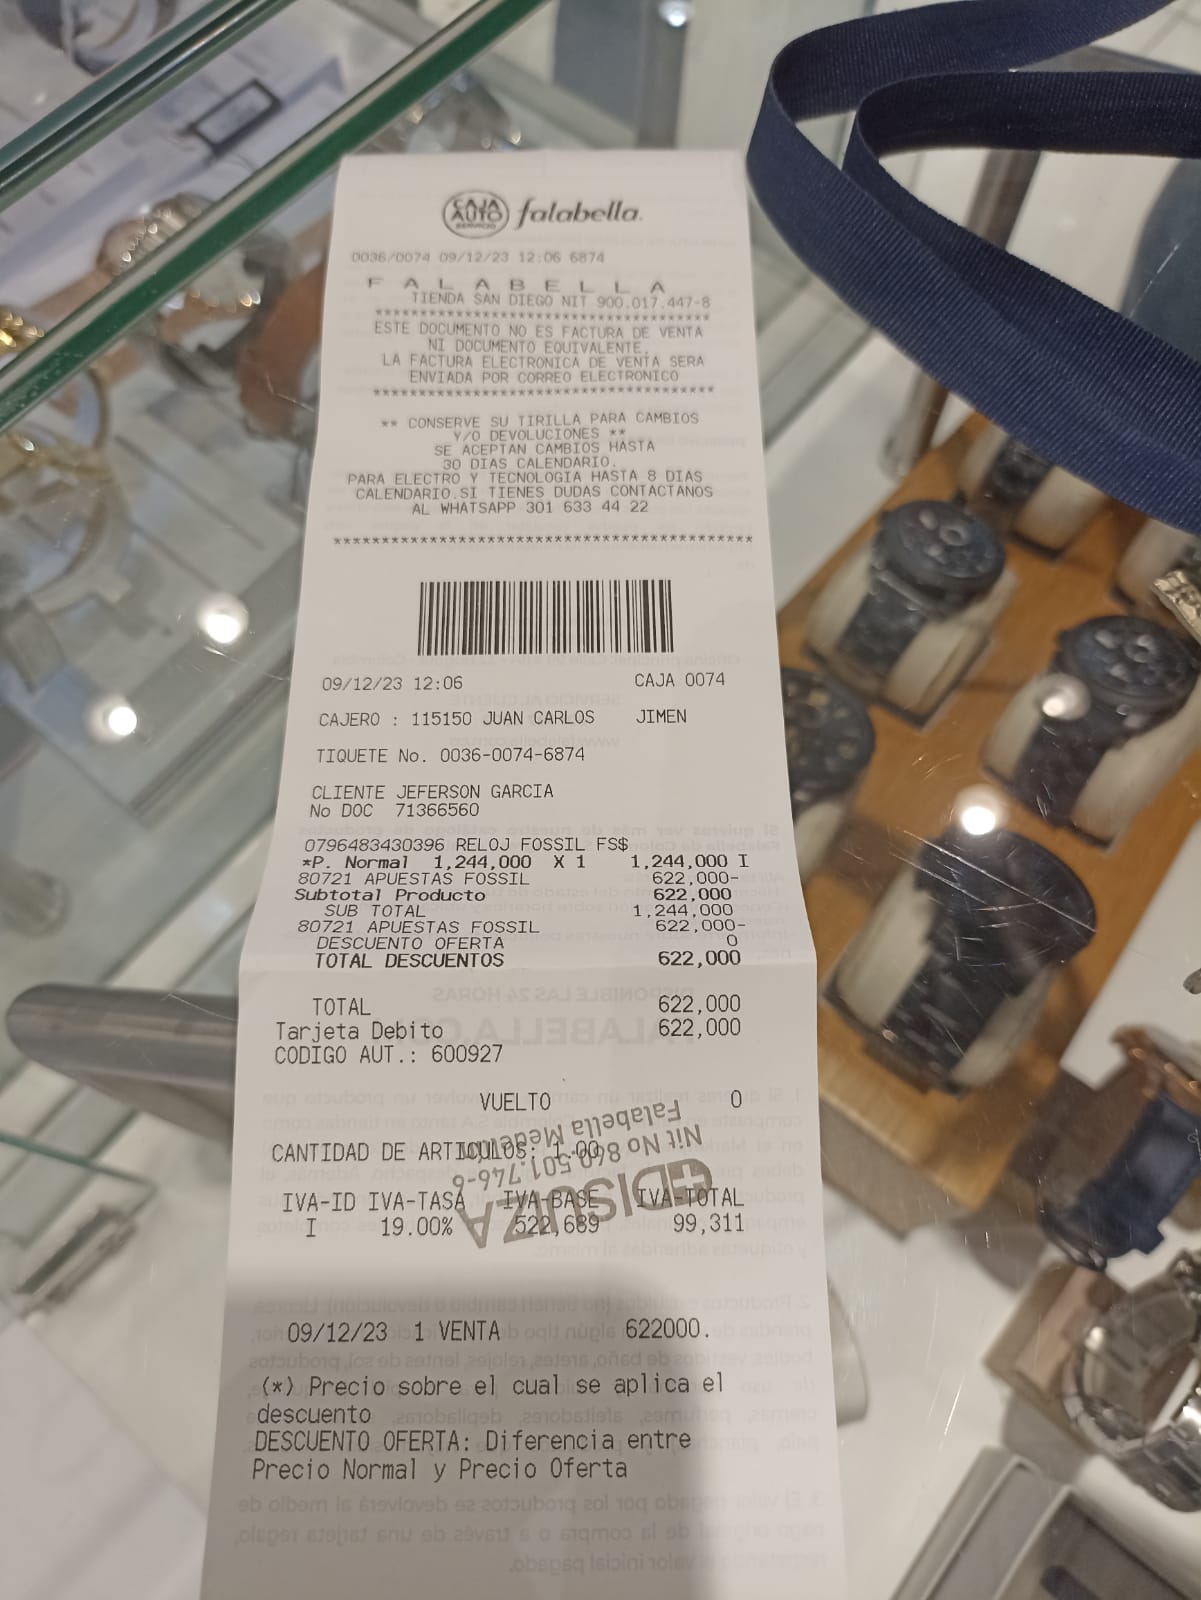 CAJA
AUTO
SERVICIO
falabella.
0036/0074 09/12/23 12:06 6874
F A L A B E L L A
TIENDA SAN DIEGO NIT 900.017.447-8
****************************************
ESTE DOCUMENTO NO ES FACTURA DE VENTA
NI DOCUMENTO EQUIVALENTE,
LA FACTURA ELECTRONICA DE VENTA SERA
ENVIADA POR CORREO ELECTRONICO
****************************************
** CONSERVE SU TIRILLA PARA CAMBIOS
Y/O DEVOLUCIONES **
SE ACEPTAN CAMBIOS HASTA
30 DIAS CALENDARIO.
PARA ELECTRO Y TECNOLOGIA HASTA 8 DIAS
CALENDARIO.SI TIENES DUDAS CONTACTANOS
AL WHATSAPP 301 633 44 22
********************************************
09/12/23 12:06 CAJA 0074
CAJERO : 115150 JUAN CARLOS JIMEN
TIQUETE No. 0036-0074-6874
CLIENTE JEFERSON GARCIA
No DOC 71366560
0796483430396 RELOJ FOSSIL FS$
*P. Normal 1,244,000 X 1 1,244,000 I
80721 APUESTAS FOSSIL 622,000-
Subtotal Producto 622,000
SUB TOTAL 1,244,000
80721 APUESTAS FOSSIL 622,000-
DESCUENTO OFERTA 0
TOTAL DESCUENTOS 622,000
TOTAL 622,000
Tarjeta Debito 622,000
CODIGO AUT.: 600927
VUELTO 0
CANTIDAD DE ARTICULOS: 1.00
IVA-ID IVA-TASA IVA-BASE IVA-TOTAL
I 19.00% 522,689 99,311
EDISUIZA
Nit No 860.501.746-6
Falabella
09/12/23 1 VENTA 622000.
(*) Precio sobre el cual se aplica el
descuento
DESCUENTO OFERTA: Diferencia entre
Precio Normal y Precio Oferta